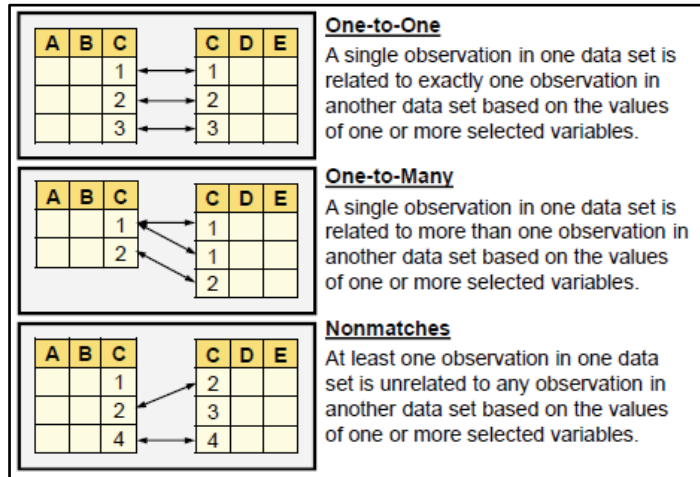 A B C
1
2
3
C D E
1
2
3
One-to-One
A single observation in one data set is
related to exactly one observation in
another data set based on the values
of one or more selected variables.
A B C
1
2
C D E
1
1
2
One-to-Many
A single observation in one data set is
related to more than one observation in
another data set based on the values
of one or more selected variables.
A B C
1
2
4
C D E
2
3
4
Nonmatches
At least one observation in one data
set is unrelated to any observation in
another data set based on the values
of one or more selected variables.